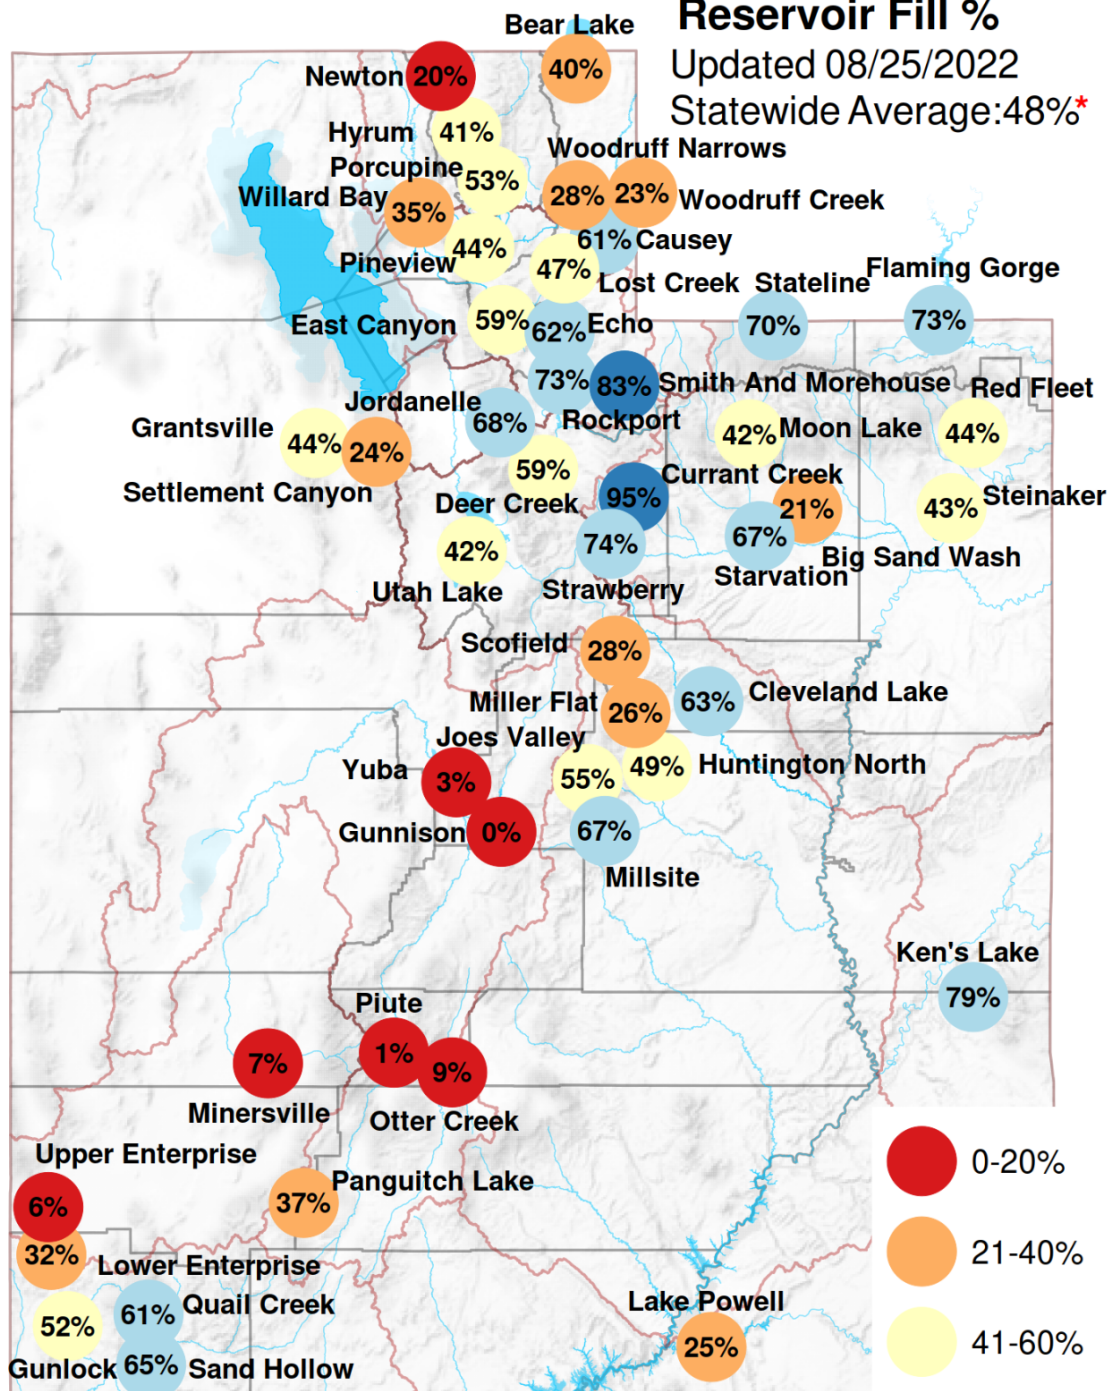 Reservoir Fill %
Updated 08/25/2022
Statewide Average:48%*
Bear Lake
40%
Newton 20%
Hyrum 41%
Porcupine 53%
Woodruff Narrows
28%
23% Woodruff Creek
Willard Bay 35%
61% Causey
Pineview 44%
47% Lost Creek
Stateline
70%
Flaming Gorge
73%
East Canyon 59%
62% Echo
73%
Rockport
83% Smith And Morehouse
Red Fleet
44%
Jordanelle
68%
Grantsville 44%
24%
Settlement Canyon
42% Moon Lake
59%
Deer Creek
Currant Creek
95%
21%
Big Sand Wash
43% Steinaker
67%
Starvation
42%
Utah Lake
74%
Strawberry
Scofield 28%
Miller Flat 26%
63% Cleveland Lake
Joes Valley
55%
49% Huntington North
Yuba 3%
Gunnison 0%
67%
Millsite
Ken's Lake
79%
Piute
1%
9%
Otter Creek
7%
Minersville
Upper Enterprise
6%
37% Panguitch Lake
32%
Lower Enterprise
61% Quail Creek
52%
Gunlock
65% Sand Hollow
Lake Powell
25%
0-20%
21-40%
41-60%